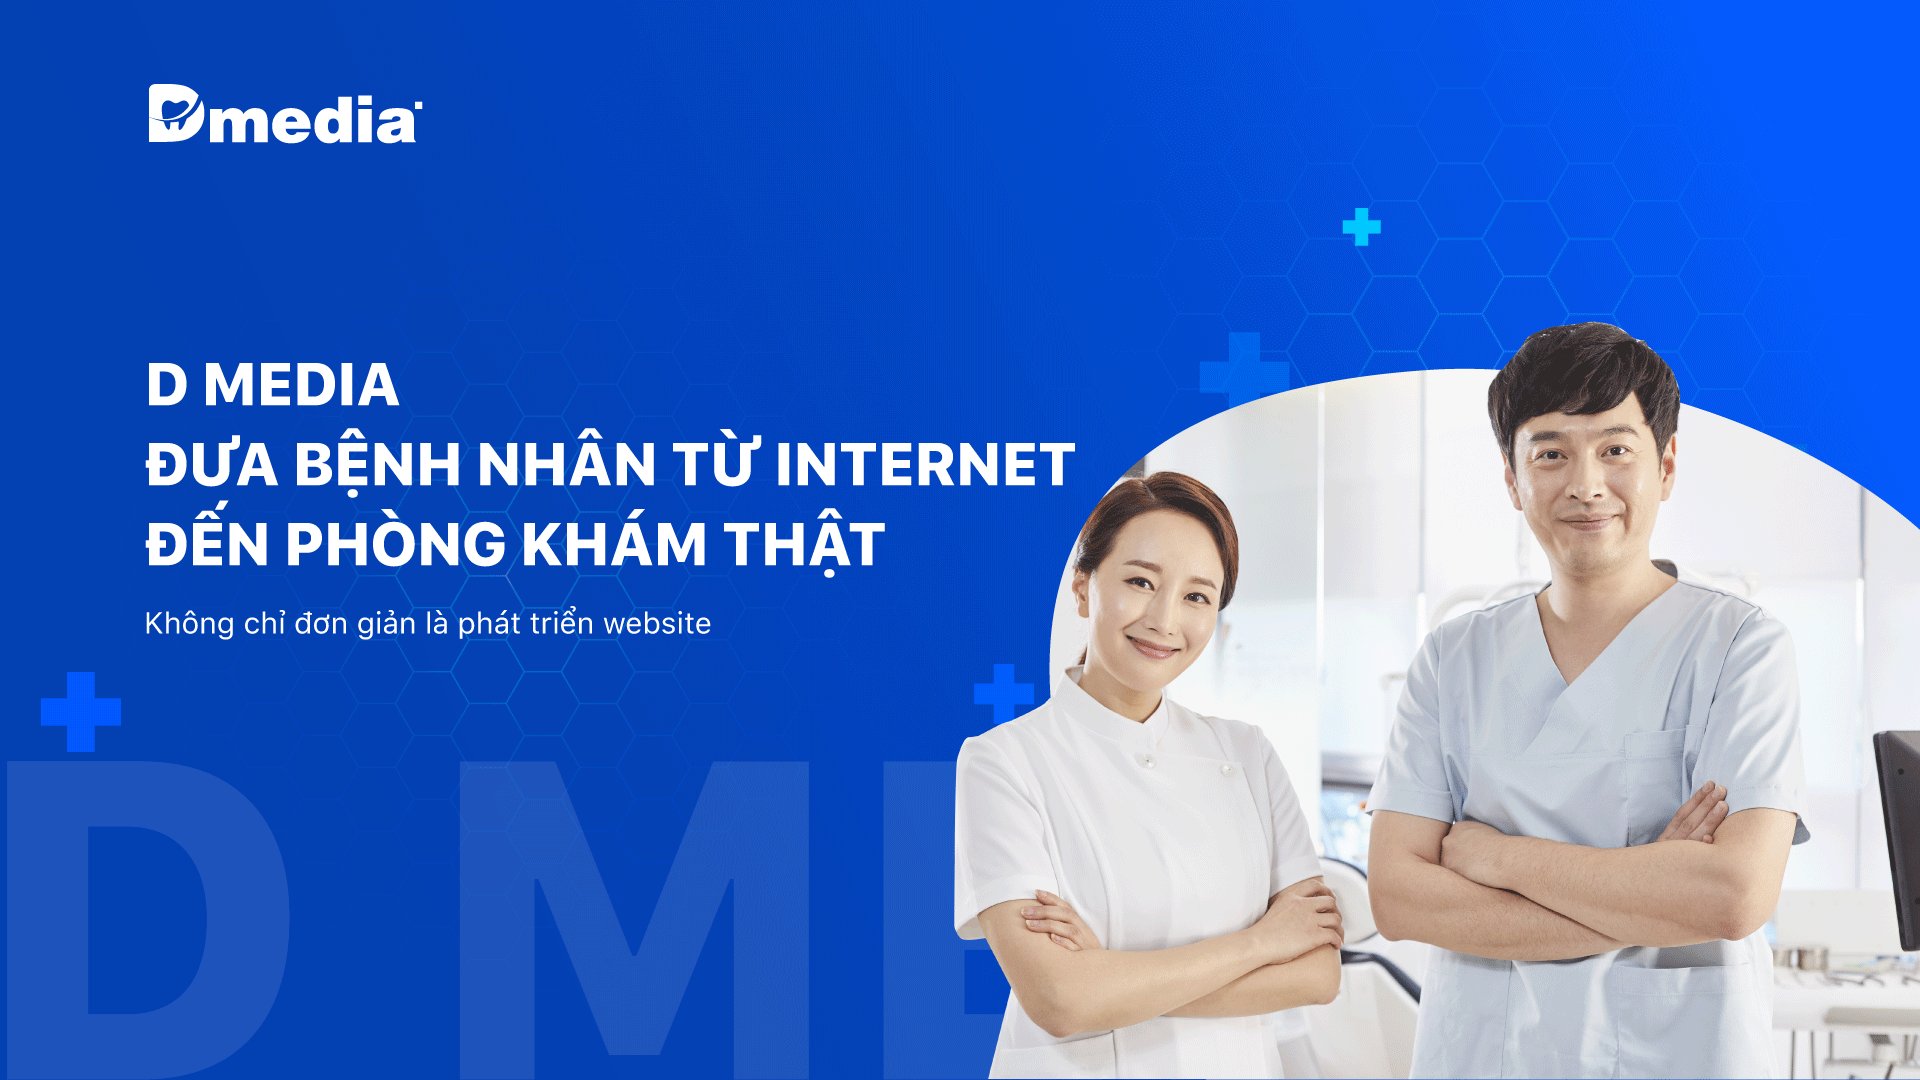 Dmedia
D MEDIA
ĐƯA BỆNH NHÂN TỪ INTERNET
ĐẾN PHÒNG KHÁM THẬT
Không chỉ đơn giản là phát triển website
D ME